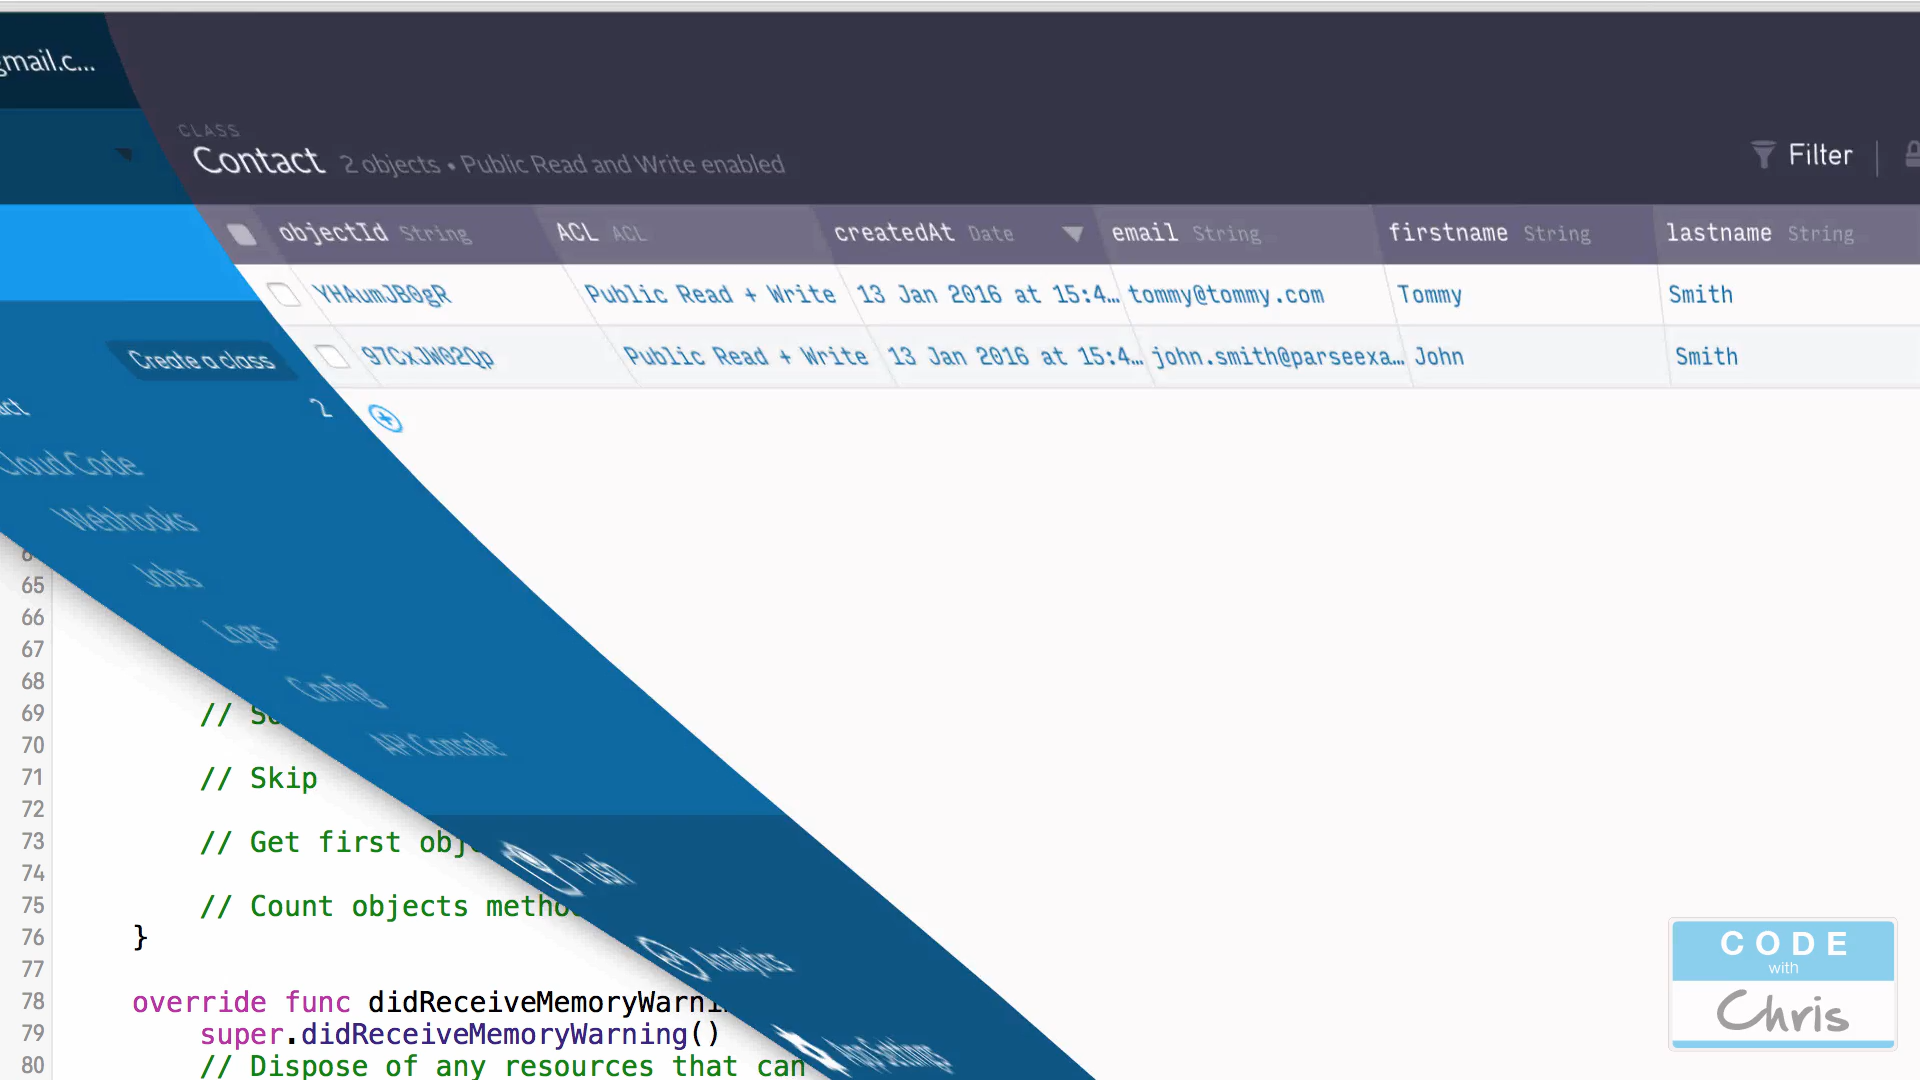 gmail.c...
CLASS
Contact 2 objects • Public Read and Write enabled
Filter
objectId String ACL ACL createdAt Date email String firstname String lastname String
YHAumJB0gR Public Read + Write 13 Jan 2016 at 15:4… tommy@tommy.com Tommy Smith
97CxJW02Qp Public Read + Write 13 Jan 2016 at 15:4… john.smith@parseexa… John Smith
Create a class
2
Cloud Code
Webhooks
Jobs
Logs
Config
API Console
Push
Analytics
App Settings
65
66
67
68
69 //
70
71 // Skip
72
73 // Get first
74
75 // Count objects
76 }
77
78 override func didReceiveMemoryWarni
79 super.didReceiveMemoryWarning()
80 // Dispose of any resources that can
CODE
with
Chris